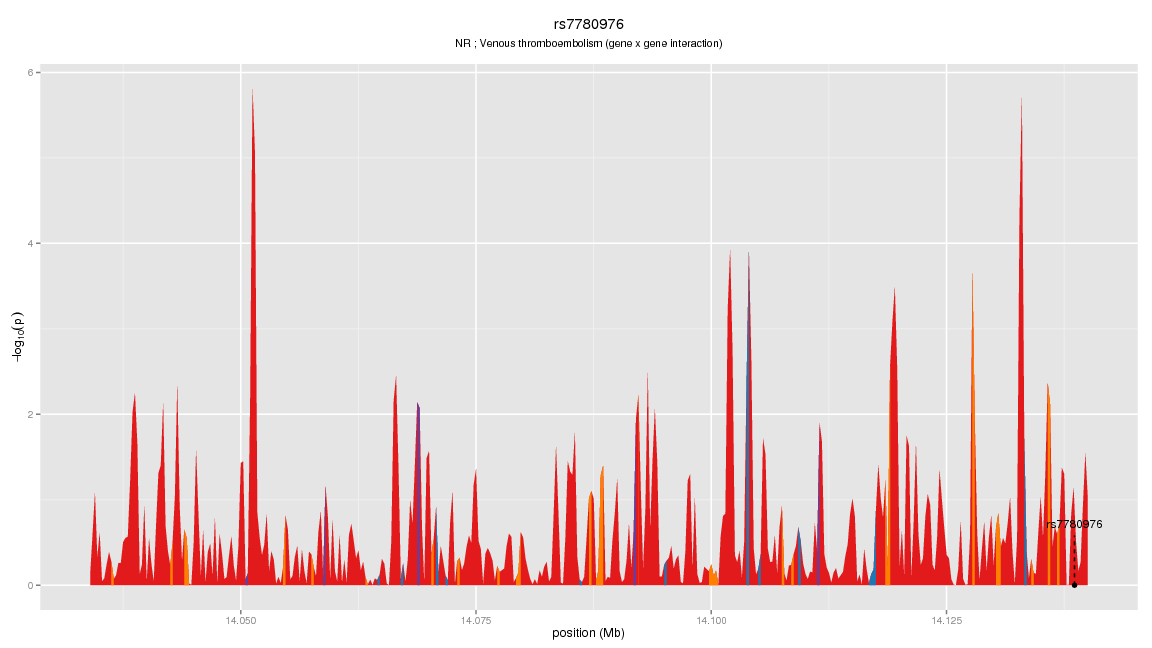 rs7780976
NR ; Venous thromboembolism (gene x gene interaction)
6
4
2
0
−log10(p)
rs7780976
14.050
14.075
14.100
14.125
position (Mb)